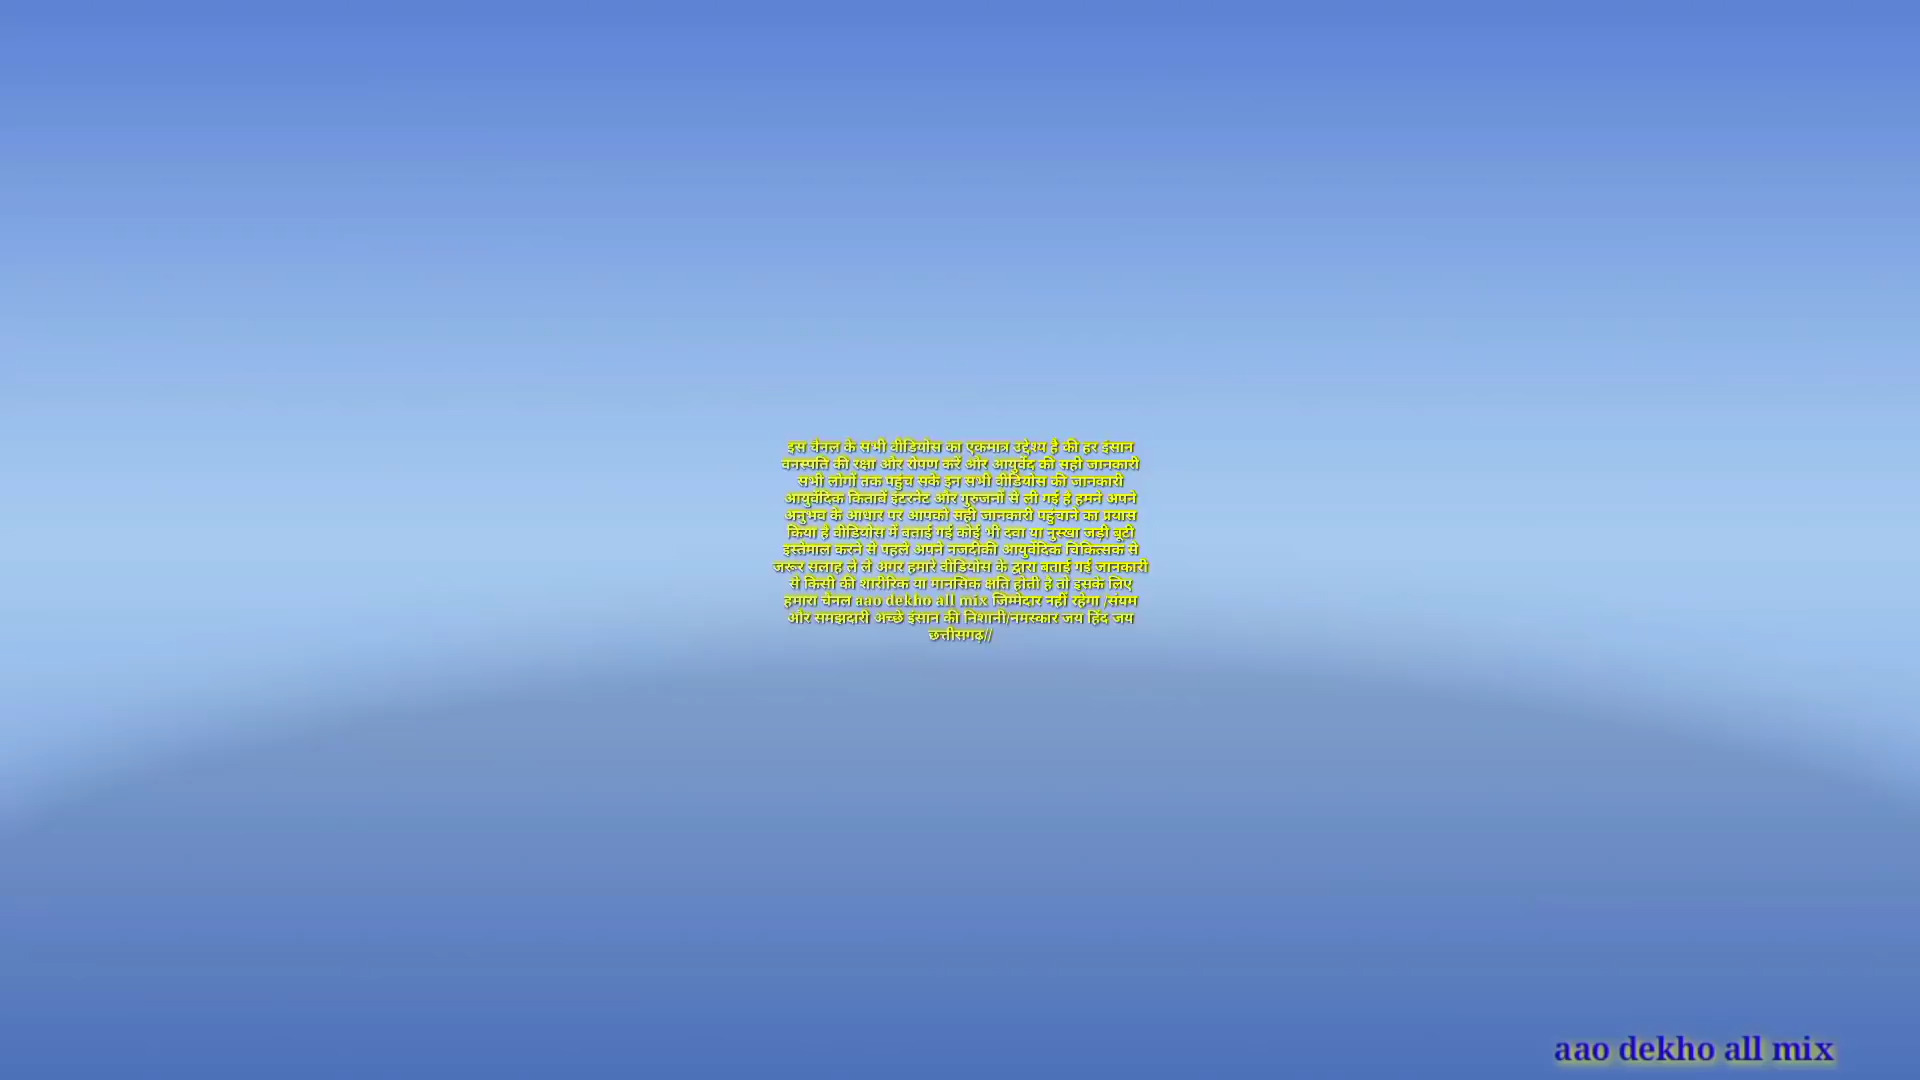 इस चैनल के सभी वीडियोस का एकमात्र उद्देश्य है की हर इंसान
वनस्पति की रक्षा और रोपण करें और आयुर्वेद की सही जानकारी
सभी लोगों तक पहुंच सके इन सभी वीडियोस की जानकारी
आयुर्वेदिक किताबें इंटरनेट और गुरुजनों से ली गई है हमने अपने
अनुभव के आधार पर आपको सही जानकारी पहुंचाने का प्रयास
किया है वीडियोस में बताई गई कोई भी दवा या नुस्खा जड़ी बूटी
इस्तेमाल करने से पहले अपने नजदीकी आयुर्वेदिक चिकित्सक से
जरूर सलाह ले लें अगर हमारे वीडियोस के द्वारा बताई गई जानकारी
से किसी की शारीरिक या मानसिक क्षति होती है तो इसके लिए
हमारा चैनल aao dekho all mix जिम्मेदार नहीं रहेगा /संयम
और समझदारी अच्छे इंसान की निशानी/नमस्कार जय हिंद जय
छत्तीसगढ़//
aao dekho all mix